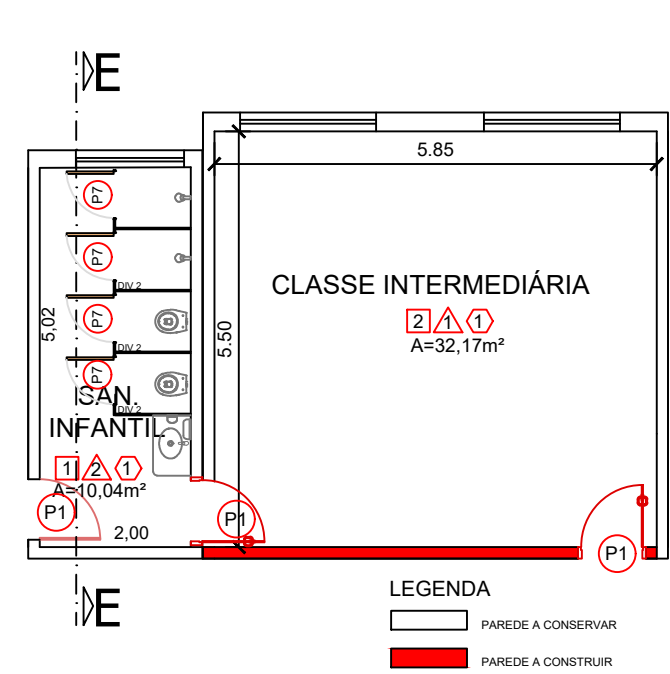 E
5.85
P7
P7
DIV.2
CLASSE INTERMEDIÁRIA
2 1 1
A=32,17m²
5,02
5.50
P7
DIV.2
P7
SAN.
DIV.2
INFANTIL
1 2 1
A=10,04m²
P1
2,00
P1
P1
E
LEGENDA
PAREDE A CONSERVAR
PAREDE A CONSTRUIR